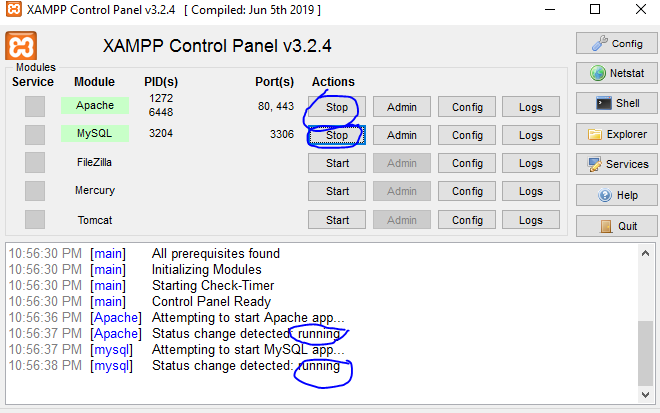 XAMPP Control Panel v3.2.4 [ Compiled: Jun 5th 2019 ]
XAMPP Control Panel v3.2.4
Config
Modules
Service Module PID(s) Port(s) Actions
Netstat
Apache 1272 6448 80, 443 Stop Admin Config Logs
Shell
MySQL 3204 3306 Stop Admin Config Logs
Explorer
FileZilla Start Admin Config Logs
Services
Mercury Start Admin Config Logs
Help
Tomcat Start Admin Config Logs
Quit
10:56:30 PM [main] All prerequisites found
10:56:30 PM [main] Initializing Modules
10:56:30 PM [main] Starting Check-Timer
10:56:30 PM [main] Control Panel Ready
10:56:36 PM [Apache] Attempting to start Apache app...
10:56:37 PM [Apache] Status change detected: running
10:56:37 PM [mysql] Attempting to start MySQL app...
10:56:38 PM [mysql] Status change detected: running